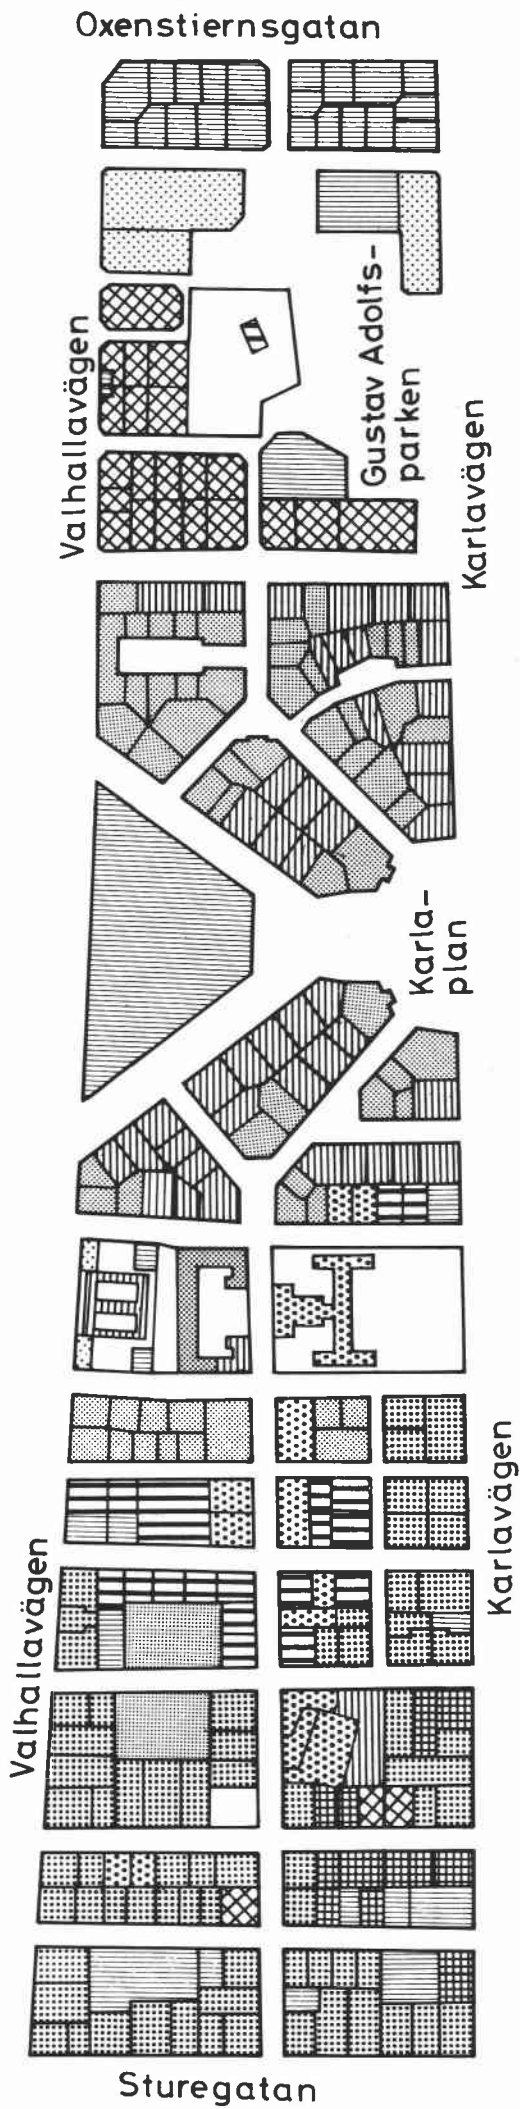 Oxenstiernsgatan
Valhallavägen
Gustav Adolfs-
parken
Karlavägen
Karla-
plan
Karlavägen
Valhallavägen
Sturegatan